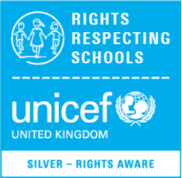 RIGHTS
RESPECTING
SCHOOLS
unicef
UNITED KINGDOM
SILVER – RIGHTS AWARE